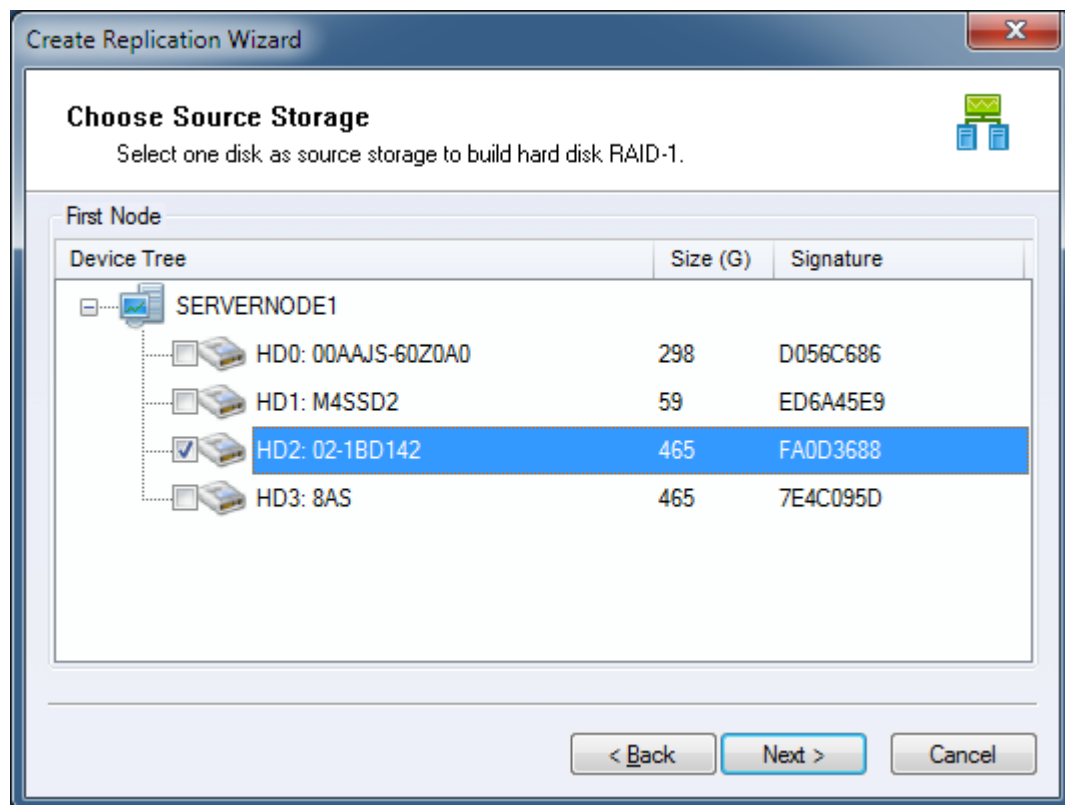 Create Replication Wizard
Choose Source Storage
Select one disk as source storage to build hard disk RAID-1.
First Node
Device Tree Size (G) Signature
SERVERNODE1
HD0: 00AAJS-60Z0A0 298 D056C686
HD1: M4SSD2 59 ED6A45E9
HD2: 02-1BD142 465 FA0D3688
HD3: 8AS 465 7E4C095D
< Back Next > Cancel